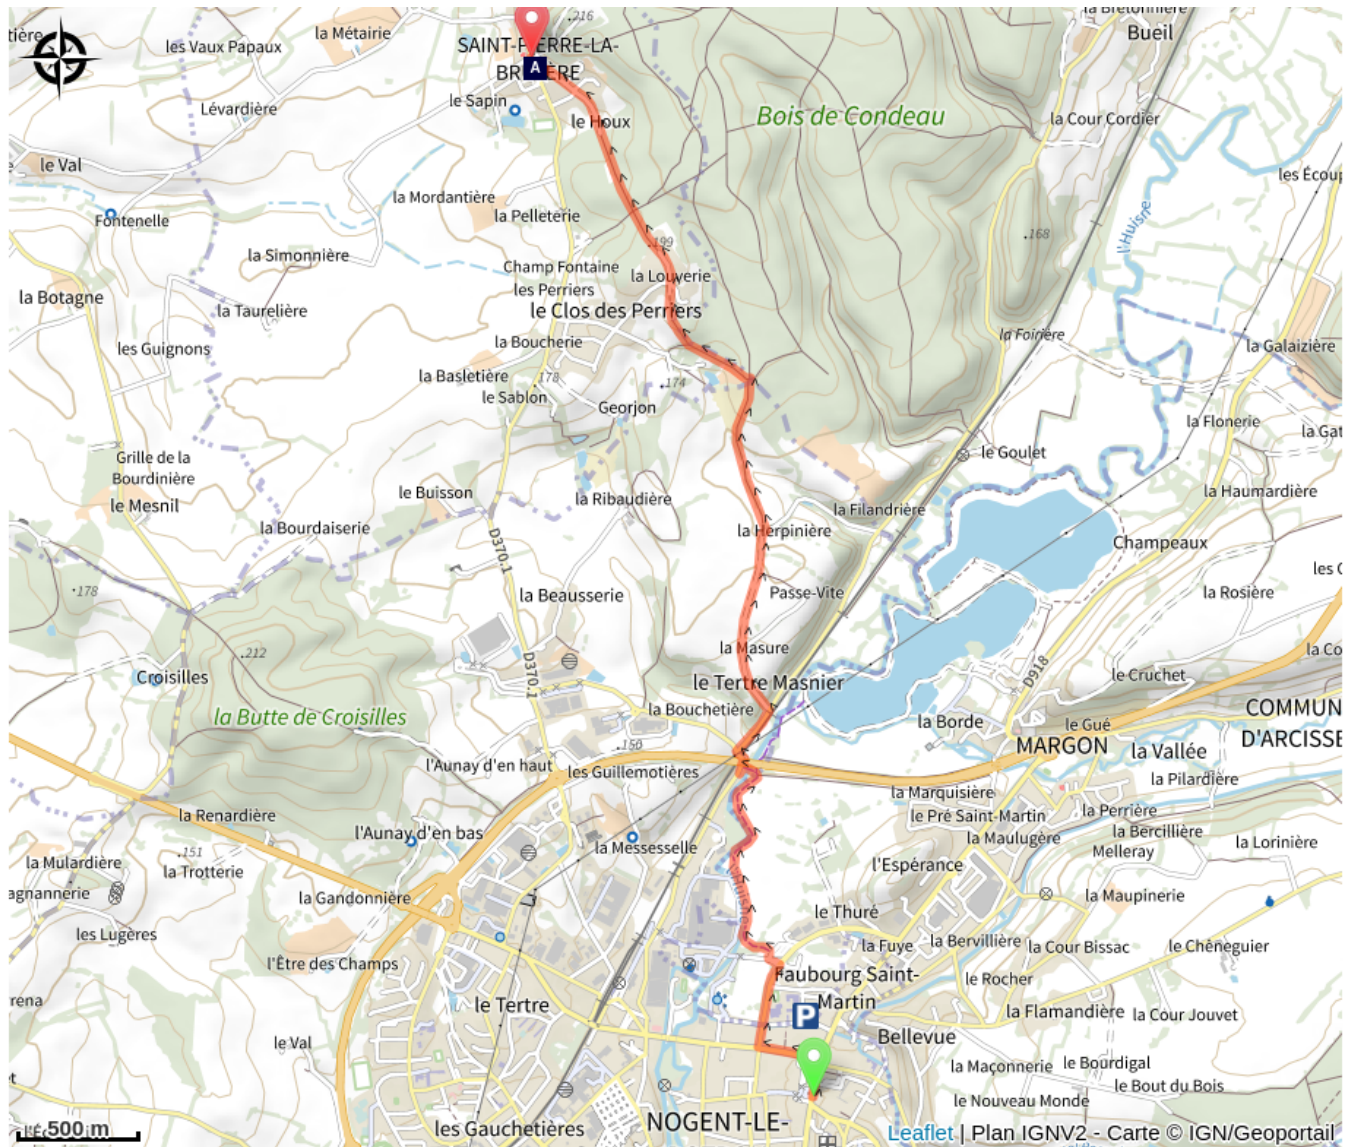 la Bretonnière
Bueil
les Vaux Papaux
la Métairie
216
SAINT-PIERRE-LA-
BRUYÈRE
A
le Sapin
Lévardière
le Houx
Bois de Condeau
la Cour Cordier
le Val
les Écou
la Mordantière
la Pelleterie
Fontenelle
l'Huisne
168
199
la Simonnière
Champ Fontaine
la Louverie
les Perriers
la Botagne
la Taurelière
le Clos des Perriers
la Foirière
les Guignons
la Boucherie
la Galaizière
la Basletière
178
174
le Sablon
Georjon
la Flonerie
la Gat
Grille de la
Bourdinière
le Goulet
le Mesnil
le Buisson
la Ribaudière
la Haumardière
la Filandrière
la Bourdaiserie
la Herpinière
D370.1
Champeaux
178
la Beausserie
Passe-Vite
la Rosière
212
la Masure
D370.1
Croisilles
le Tertre Masnier
D918
le Cruchet
la Co
la Butte de Croisilles
la Bouchetière
la Borde
le Gué
COMMUN
D'ARCISSE
MARGON
la Vallée
150
l'Aunay d'en haut
les Guillemotières
la Pilardière
la Marquisière
la Renardière
le Pré Saint-Martin
la Perrière
l'Aunay d'en bas
la Maulugère
la Bercillière
la Messesselle
Melleray
la Lorinière
151
la Mulardière
la Trotterie
l'Espérance
agnannerie
la Gandonnière
la Maupinerie
l'Huisne
le Thuré
les Lugères
la Fuye
la Bervillière
la Cour Bissac
le Chêneguier
l'Être des Champs
Faubourg Saint-
Martin
le Rocher
le Tertre
P
la Flamandière
la Cour Jouvet
Bellevue
le Val
la Maçonnerie
le Bourdigal
le Bout du Bois
le Nouveau Monde
NOGENT-LE-
les Gauchetières
500 m
Leaflet | Plan IGNV2 - Carte © IGN/Geoportail